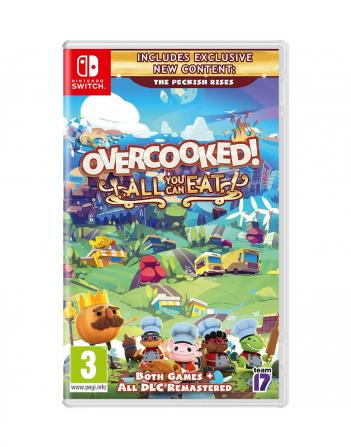 INCLUDES EXCLUSIVE
NEW CONTENT:
THE PECKISH RISES
NINTENDO
SWITCH
OVERCOOKED!
ALL YOU CAN EAT
3
www.pegi.info
BOTH GAMES +
ALL DLC REMASTERED
team
17